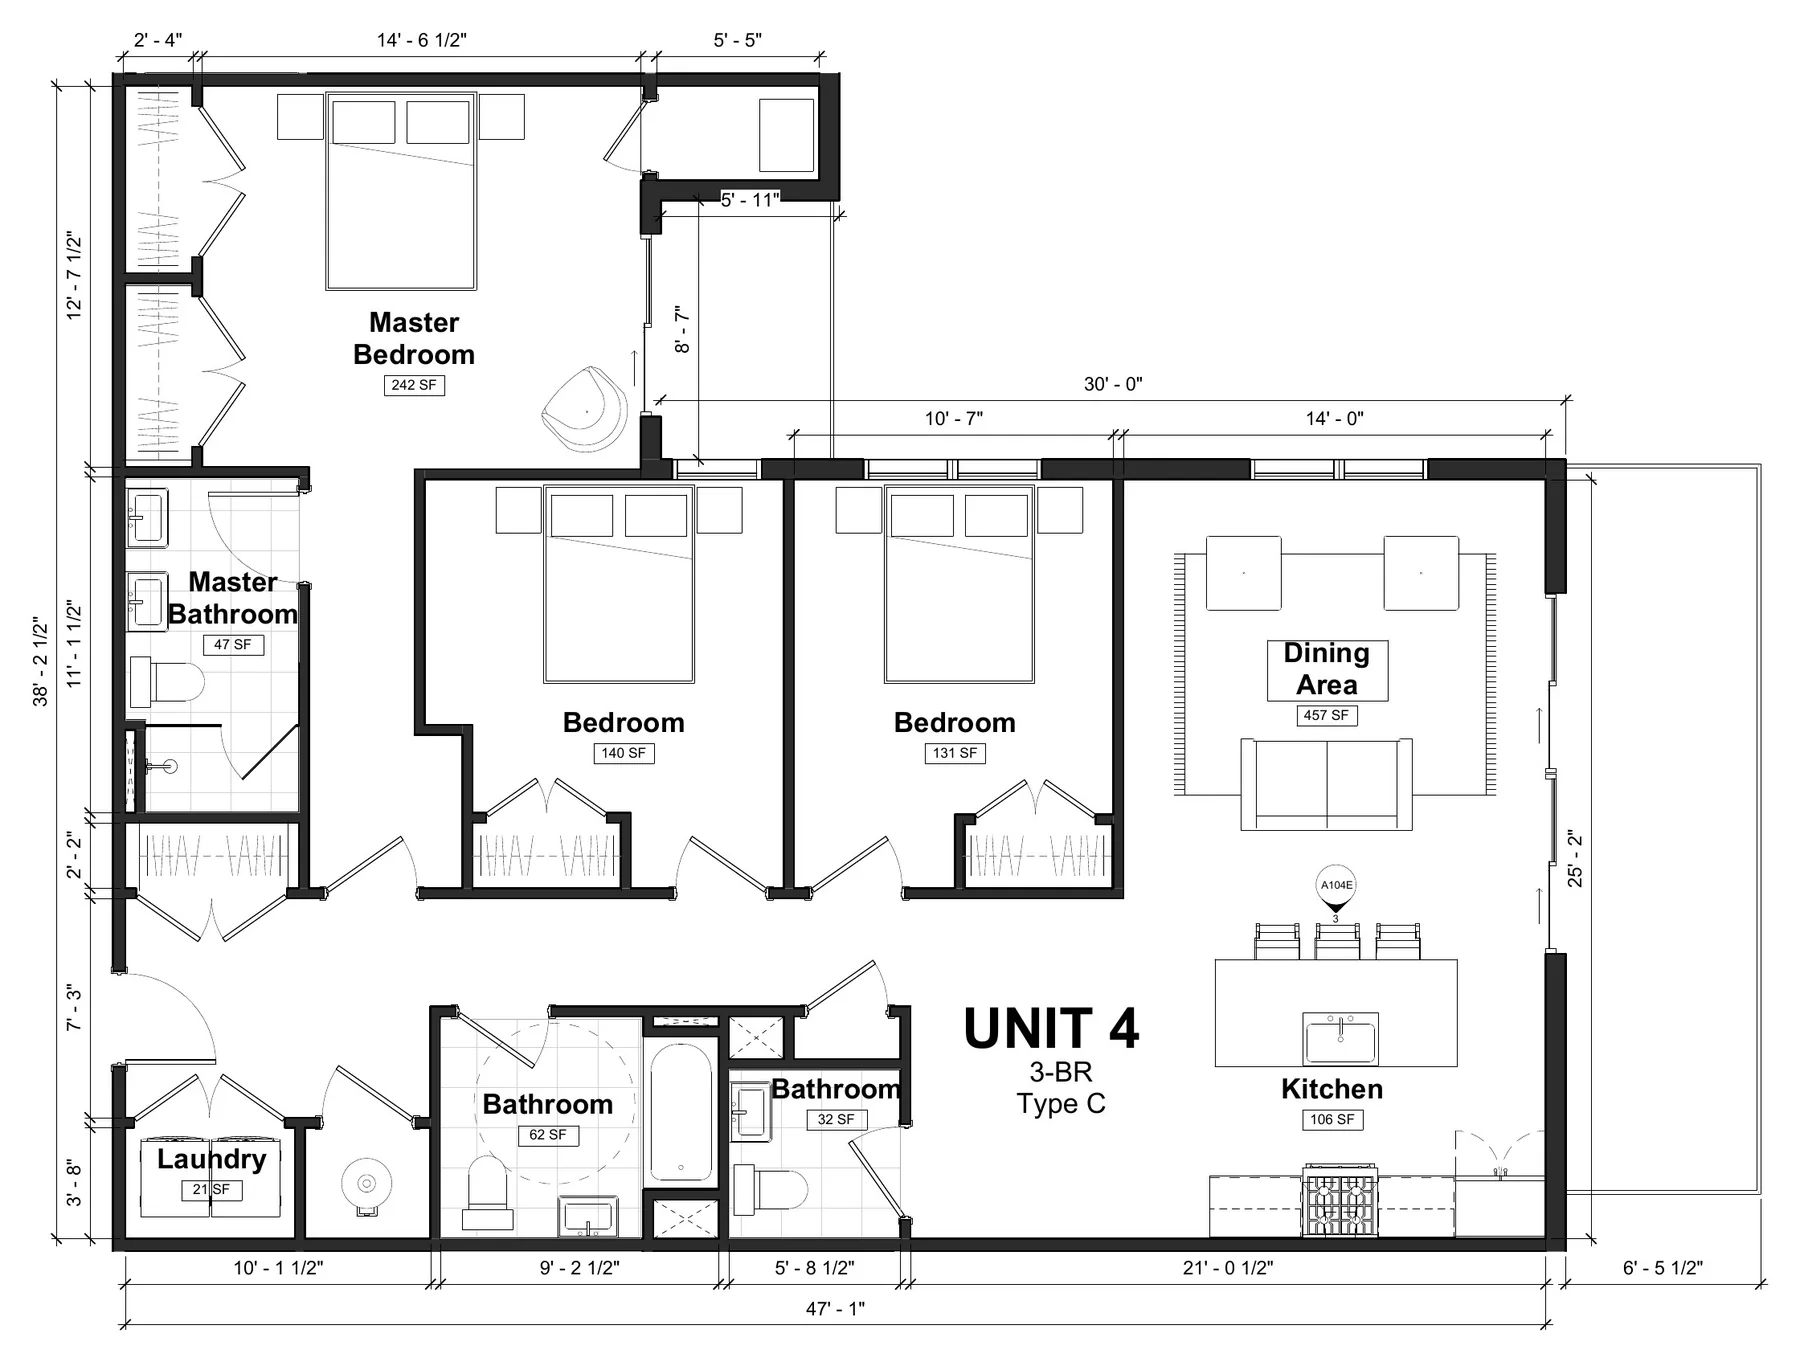 2' - 4"
14' - 6 1/2"
5' - 5"
5' - 11"
12' - 7 1/2"
8' - 7"
Master
Bedroom
242 SF
30' - 0"
10' - 7"
14' - 0"
38' - 2 1/2"
11' - 1 1/2"
Master
Bathroom
47 SF
Dining
Area
457 SF
Bedroom
140 SF
Bedroom
131 SF
2' - 2"
25' - 2"
A104E
3
7' - 3"
UNIT 4
3-BR
Type C
Kitchen
106 SF
Bathroom
62 SF
Bathroom
32 SF
Laundry
21 SF
3' - 8"
10' - 1 1/2"
9' - 2 1/2"
5' - 8 1/2"
21' - 0 1/2"
6' - 5 1/2"
47' - 1"